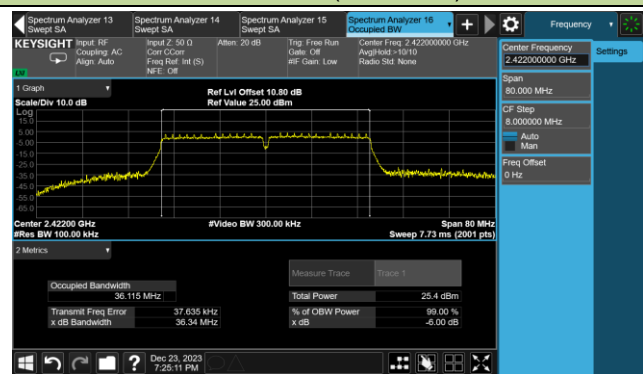 Spectrum Analyzer 13
Swept SA
Spectrum Analyzer 14
Swept SA
Spectrum Analyzer 15
Swept SA
Spectrum Analyzer 16
Occupied BW
Frequency
KEYSIGHT
Input: RF
Coupling: AC
Align: Auto
Input Z: 50 Ω
Corr CCorr
Freq Ref: Int (S)
NFE: Off
Atten: 20 dB
Trig: Free Run
Gate: Off
#IF Gain: Low
Center Freq: 2.422000000 GHz
Avg|Hold:>10/10
Radio Std: None
Center Frequency
2.422000000 GHz
Settings
Span
80.000 MHz
CF Step
8.000000 MHz
Auto
Man
Freq Offset
0 Hz
1 Graph
Scale/Div 10.0 dB
Ref Lvl Offset 10.80 dB
Ref Value 25.00 dBm
Log
15.0
5.00
-5.00
-15.0
-25.0
-35.0
-45.0
-55.0
-65.0
Center 2.42200 GHz
#Video BW 300.00 kHz
Span 80 MHz
#Res BW 100.00 kHz
Sweep 7.73 ms (2001 pts)
2 Metrics
Measure Trace
Trace 1
Occupied Bandwidth
36.115 MHz
Total Power
25.4 dBm
Transmit Freq Error
37.635 kHz
% of OBW Power
99.00 %
x dB Bandwidth
36.34 MHz
x dB
-6.00 dB
Dec 23, 2023
7:25:11 PM